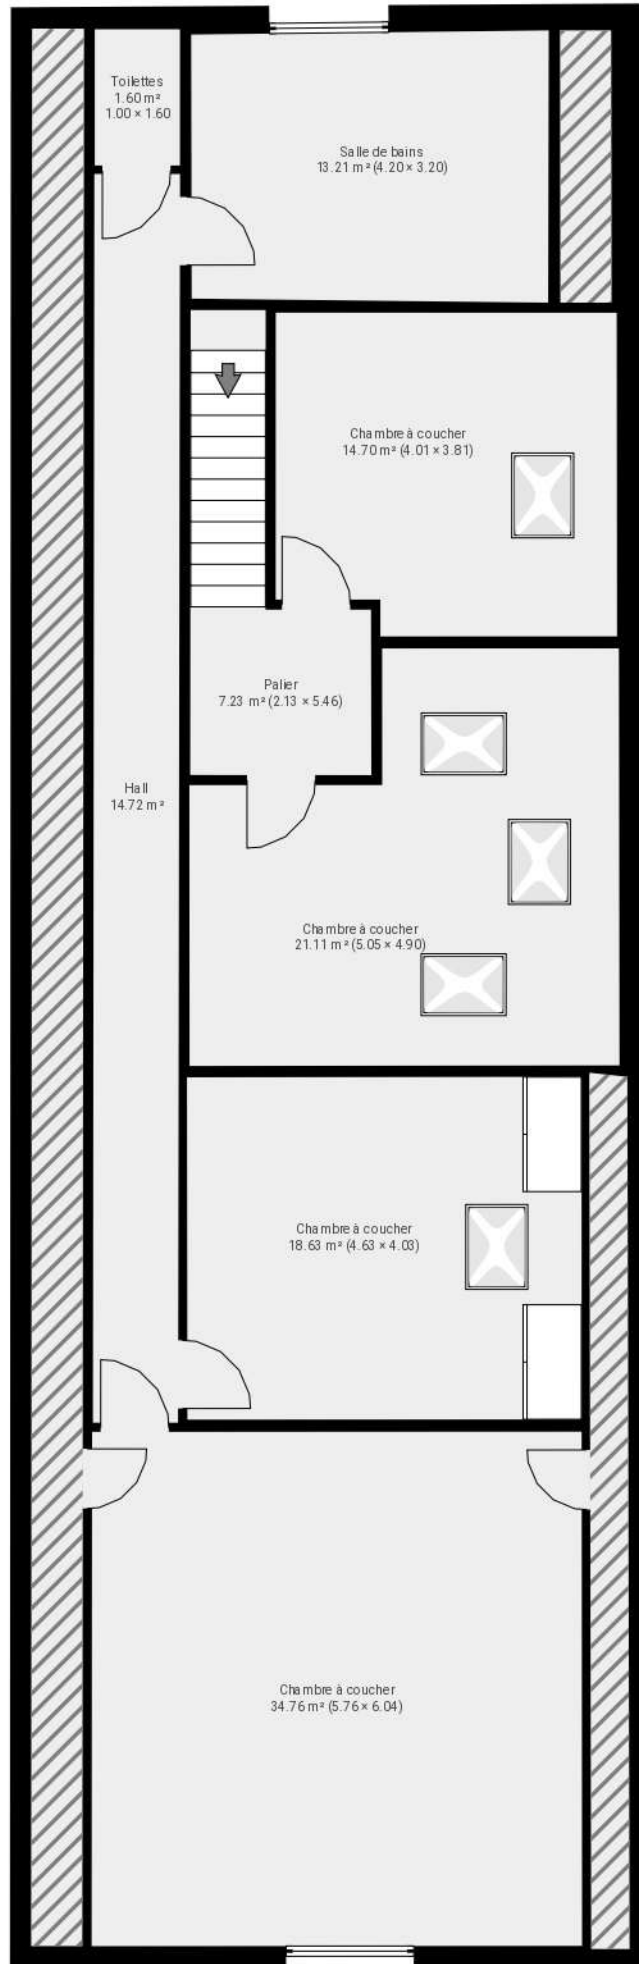 Toilettes
1.60 m²
1.00 × 1.60
Salle de bains
13.21 m² (4.20 × 3.20)
Chambre à coucher
14.70 m² (4.01 × 3.81)
Palier
7.23 m² (2.13 × 5.46)
Hall
14.72 m²
Chambre à coucher
21.11 m² (5.05 × 4.90)
Chambre à coucher
18.63 m² (4.63 × 4.03)
Chambre à coucher
34.76 m² (5.76 × 6.04)